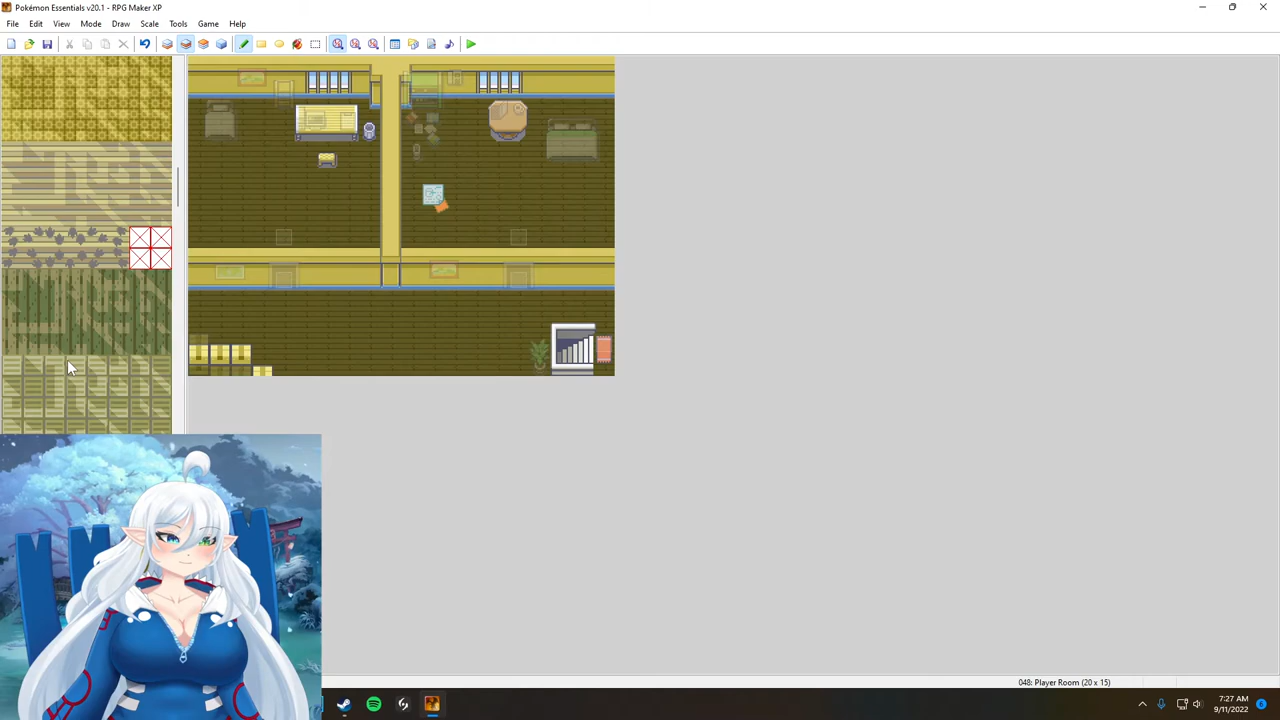 Pokémon Essentials v20.1 - RPG Maker XP
File Edit View Mode Draw Scale Tools Game Help
048: Player Room (20 x 15)
7:27 AM
9/11/2022
6